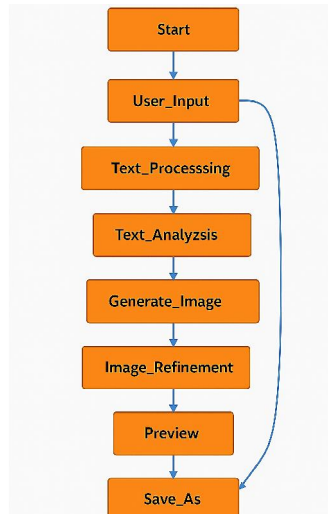 Start
User_Input
Text_Processsing
Text_Analyzsis
Generate_Image
Image_Refinement
Preview
Save_As